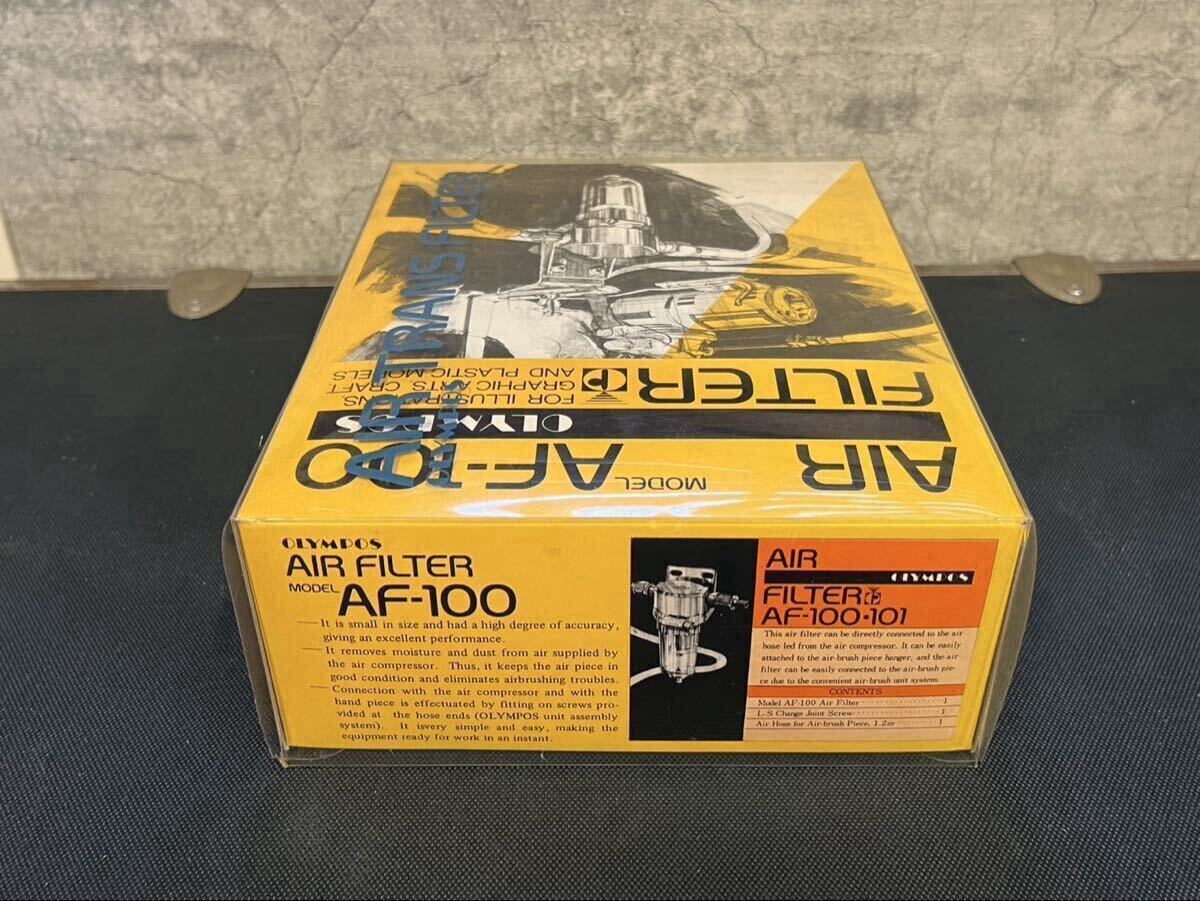 AIR MODEL AF-100
OLYMPOS
FILTER
FOR ILLUSTRATIONS,
GRAPHIC ARTS, CRAFT
AND PLASTIC MODELS
AIR TRANS
OLYMPOS
AIR FILTER
MODEL AF-100
It is small in size and had a high degree of accuracy,
giving an excellent performance.
It removes moisture and dust from air supplied by
the air compressor. Thus, it keeps the air piece in
good condition and eliminates airbrushing troubles.
Connection with the air compressor and with the
hand piece is effectuated by fitting on screws pro-
vided at the hose ends (OLYMPOS unit assembly
system). It isvery simple and easy, making the
equipment ready for work in an instant.
AIR
OLYMPOS
FILTER
AF-100•101
This air filter can be directly connected to the air
hose led from the air compressor. It can be easily
attached to the air-brush piece hanger, and the air
filter can be easily connected to the air-brush pie-
ce due to the convenient air-brush unit system.
CONTENTS
Model AF-100 Air Filter 1
L-S Change Joint Screw 1
Air Hose for Air-brush Piece, 1.2m 1